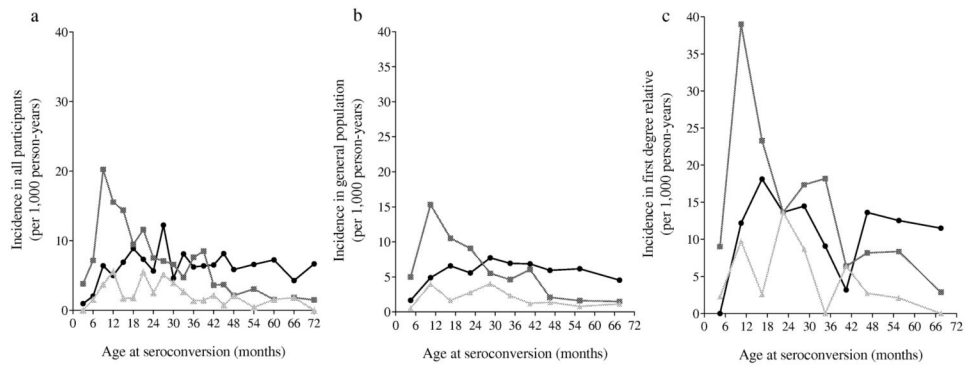 a
Incidence in all participants
(per 1,000 person-years)
40
30
20
10
0
0 6 12 18 24 30 36 42 48 54 60 66 72
Age at seroconversion (months)
b
Incidence in general population
(per 1,000 person-years)
40
30
20
10
0
0 6 12 18 24 30 36 42 48 54 60 66 72
Age at seroconversion (months)
c
Incidence in first degree relative
(per 1,000 person-years)
40
35
30
25
20
15
10
5
0
0 6 12 18 24 30 36 42 48 54 60 66 72
Age at seroconversion (months)